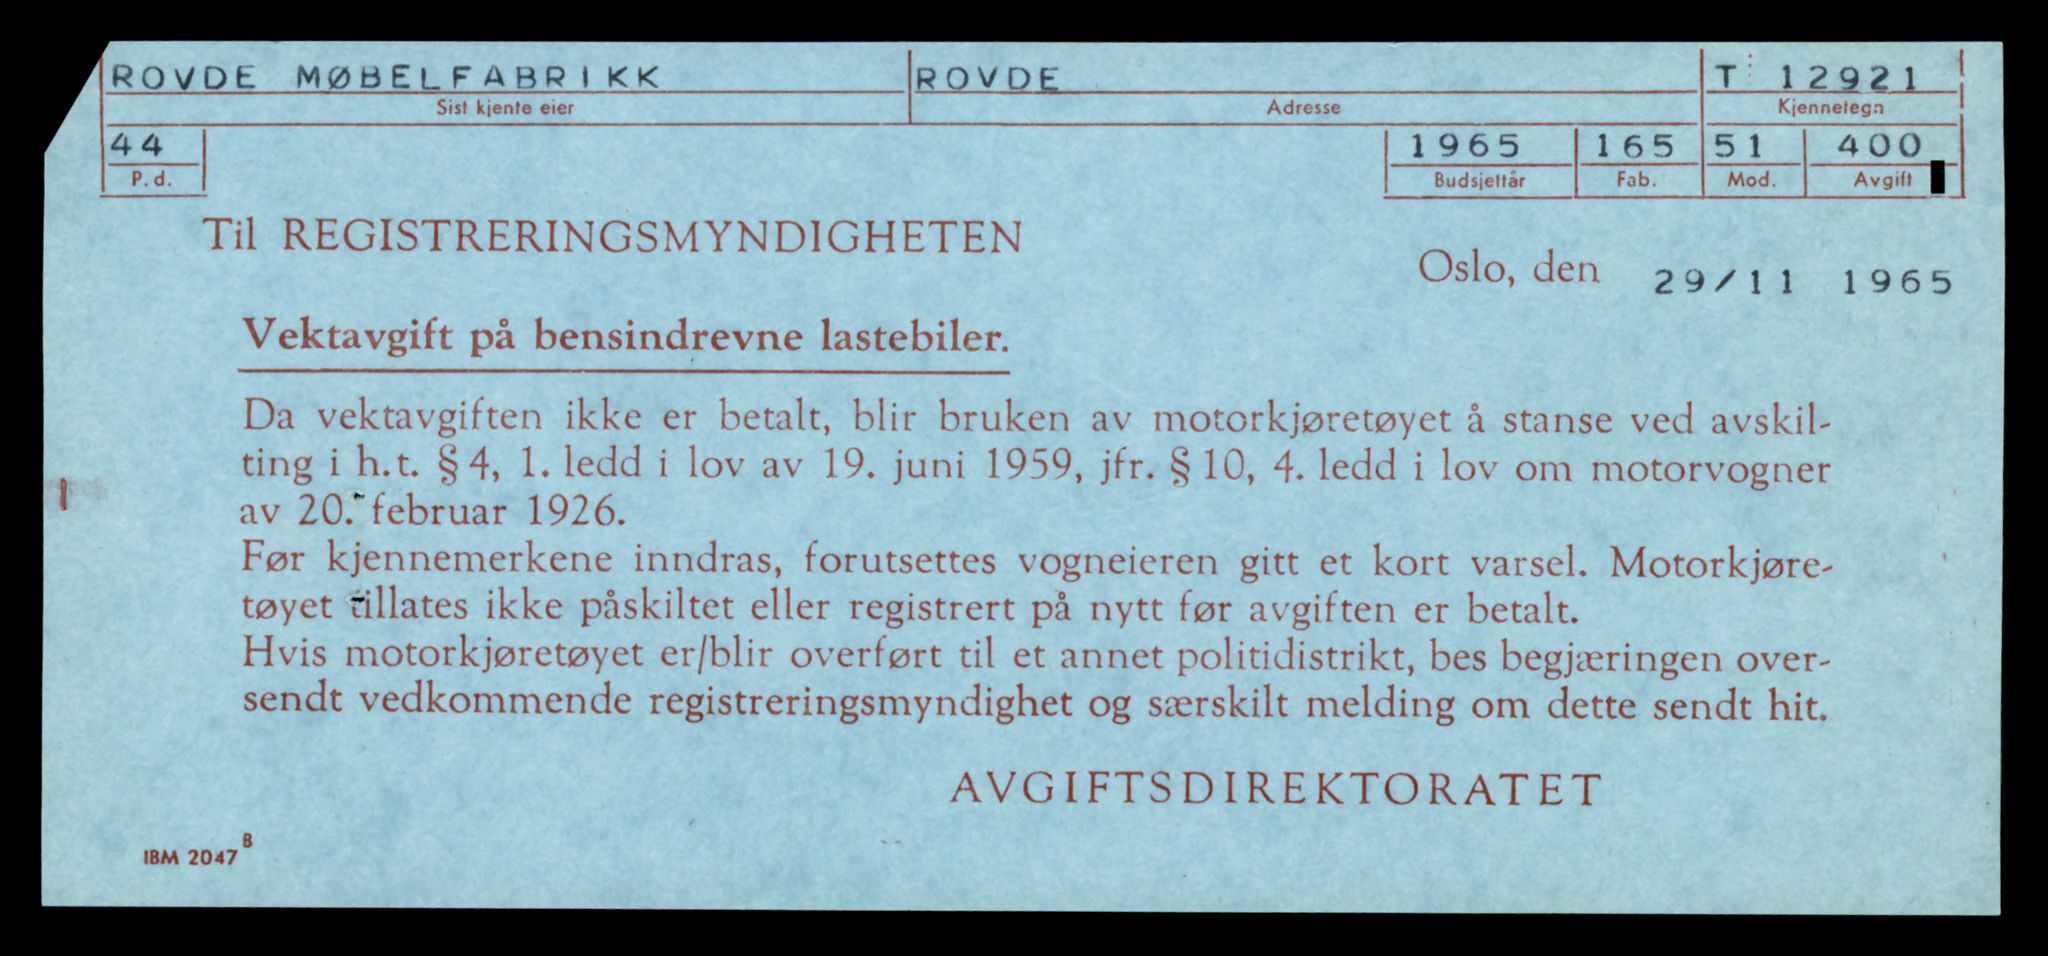 ROVDE MØBELFABRIKK ROVDE T 12921
Sist kjente eier Adresse Kjennetegn
44 1965 165 51 400
P. d. Budsjettår Fab. Mod. Avgift
Til REGISTRERINGSMYNDIGHETEN
Oslo, den 29/11 1965
Vektavgift på bensindrevne lastebiler.
Da vektavgiften ikke er betalt, blir bruken av motorkjøretøyet å stanse ved avskil-
ting i h.t. § 4, 1. ledd i lov av 19. juni 1959, jfr. § 10, 4. ledd i lov om motorvogner
av 20. februar 1926.
Før kjennemerkene inndras, forutsettes vogneieren gitt et kort varsel. Motorkjøre-
tøyet tillates ikke påskiltet eller registrert på nytt før avgiften er betalt.
Hvis motorkjøretøyet er/blir overført til et annet politidistrikt, bes begjæringen over-
sendt vedkommende registreringsmyndighet og særskilt melding om dette sendt hit.
AVGIFTSDIREKTORATET
IBM 2047 B